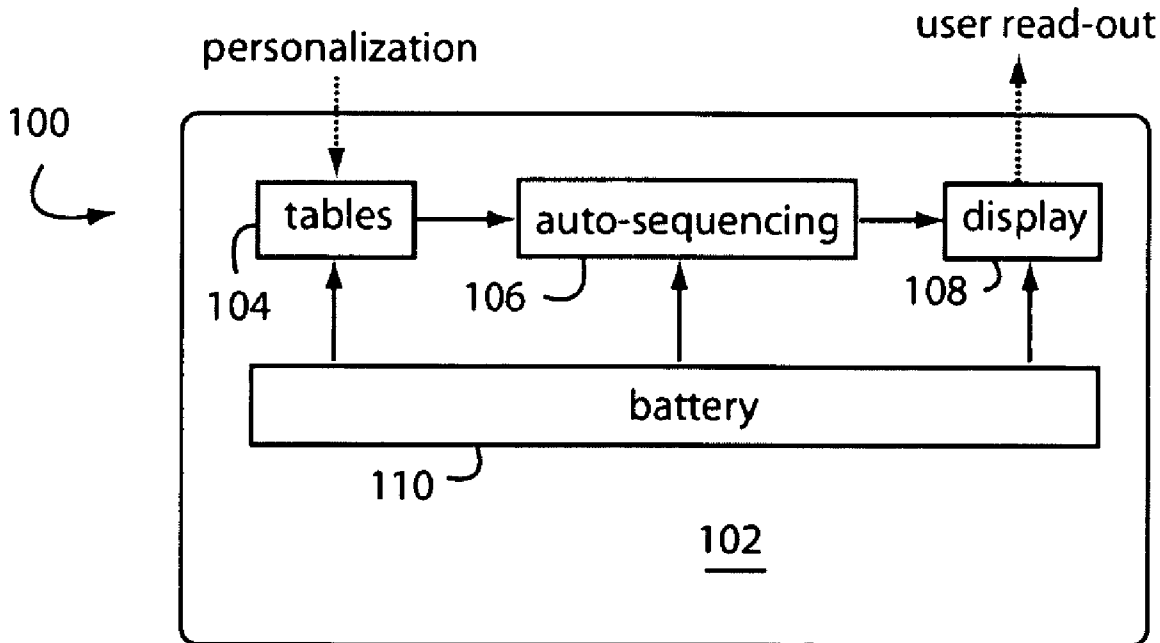 user read-out
personalization
100
tables
auto-sequencing
display
104
106
108
battery
110
102